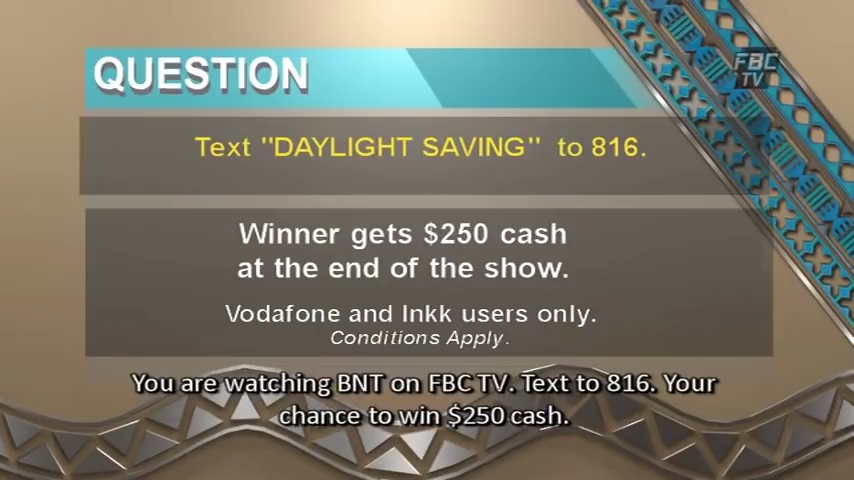 QUESTION
FBC
TV
Text "DAYLIGHT SAVING" to 816.
Winner gets $250 cash
at the end of the show.
Vodafone and Inkk users only.
Conditions Apply.
You are watching BNT on FBC TV. Text to 816. Your
chance to win $250 cash.